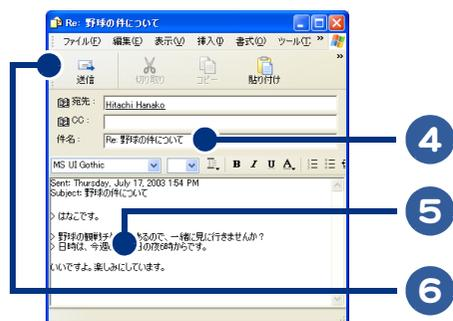 Re: 野球の件について
ファイル(F) 編集(E) 表示(V) 挿入(I) 書式(O) ツール(T) »
送信 切り取り コピー 貼り付け »
宛先: Hitachi Hanako
CC:
件名: Re: 野球の件について
MS UI Gothic B I U A
Sent: Thursday, July 17, 2003 1:54 PM
Subject: 野球の件について
> はなこです。
> 野球の観戦チ あるので、一緒に見に行きませんか?
> 日時は、今週 の夜6時からです。
いいですよ。楽しみにしています。
4
5
6